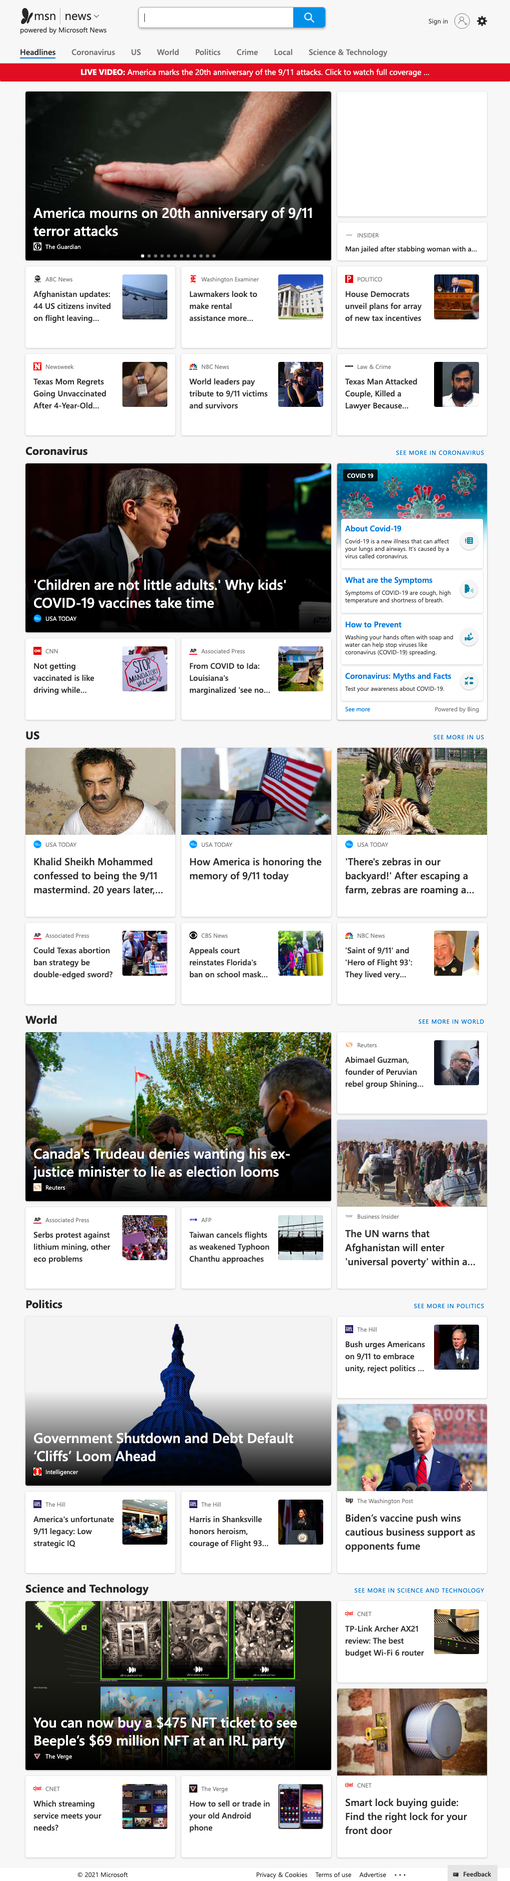 msn news
powered by Microsoft News
Sign in
Headlines Coronavirus US World Politics Crime Local Science & Technology
LIVE VIDEO: America marks the 20th anniversary of the 9/11 attacks. Click to watch full coverage ...
America mourns on 20th anniversary of 9/11
terror attacks
The Guardian
INSIDER
Man jailed after stabbing woman with a...
ABC News
Afghanistan updates:
44 US citizens invited
on flight leaving...
Washington Examiner
Lawmakers look to
make rental
assistance more...
POLITICO
House Democrats
unveil plans for array
of new tax incentives
Newsweek
Texas Mom Regrets
Going Unvaccinated
After 4-Year-Old...
NBC News
World leaders pay
tribute to 9/11 victims
and survivors
Law & Crime
Texas Man Attacked
Couple, Killed a
Lawyer Because...
Coronavirus
SEE MORE IN CORONAVIRUS
'Children are not little adults.' Why kids'
COVID-19 vaccines take time
USA TODAY
COVID 19
About Covid-19
Covid-19 is a new illness that can affect
your lungs and airways. It's caused by a
virus called coronavirus.
What are the Symptoms
Symptoms of COVID-19 are cough, high
temperature and shortness of breath.
How to Prevent
Washing your hands often with soap and
water can help stop viruses like
coronavirus (COVID-19) spreading.
Coronavirus: Myths and Facts
Test your awareness about COVID-19.
See more
Powered by Bing
CNN
Not getting
vaccinated is like
driving while...
STOP
MANDATORY
VACCINATION
AP Associated Press
From COVID to Ida:
Louisiana's
marginalized 'see no...
US
SEE MORE IN US
USA TODAY
Khalid Sheikh Mohammed
confessed to being the 9/11
mastermind. 20 years later,...
USA TODAY
How America is honoring the
memory of 9/11 today
USA TODAY
'There's zebras in our
backyard!' After escaping a
farm, zebras are roaming a...
AP Associated Press
Could Texas abortion
ban strategy be
double-edged sword?
CBS News
Appeals court
reinstates Florida's
ban on school mask...
NBC News
'Saint of 9/11' and
'Hero of Flight 93':
They lived very...
World
SEE MORE IN WORLD
Canada's Trudeau denies wanting his ex-
justice minister to lie as election looms
Reuters
Reuters
Abimael Guzman,
founder of Peruvian
rebel group Shining...
Business Insider
The UN warns that
Afghanistan will enter
'universal poverty' within a...
AP Associated Press
Serbs protest against
lithium mining, other
eco problems
AFP
Taiwan cancels flights
as weakened Typhoon
Chanthu approaches
Politics
SEE MORE IN POLITICS
Government Shutdown and Debt Default
‘Cliffs’ Loom Ahead
Intelligencer
The Hill
Bush urges Americans
on 9/11 to embrace
unity, reject politics ...
BROOKL
wp The Washington Post
Biden's vaccine push wins
cautious business support as
opponents fume
The Hill
America's unfortunate
9/11 legacy: Low
strategic IQ
The Hill
Harris in Shanksville
honors heroism,
courage of Flight 93...
Science and Technology
SEE MORE IN SCIENCE AND TECHNOLOGY
You can now buy a $475 NFT ticket to see
Beeple's $69 million NFT at an IRL party
The Verge
CNET
TP-Link Archer AX21
review: The best
budget Wi-Fi 6 router
CNET
Smart lock buying guide:
Find the right lock for your
front door
CNET
Which streaming
service meets your
needs?
The Verge
How to sell or trade in
your old Android
phone
© 2021 Microsoft
Privacy & Cookies Terms of use Advertise ...
Feedback